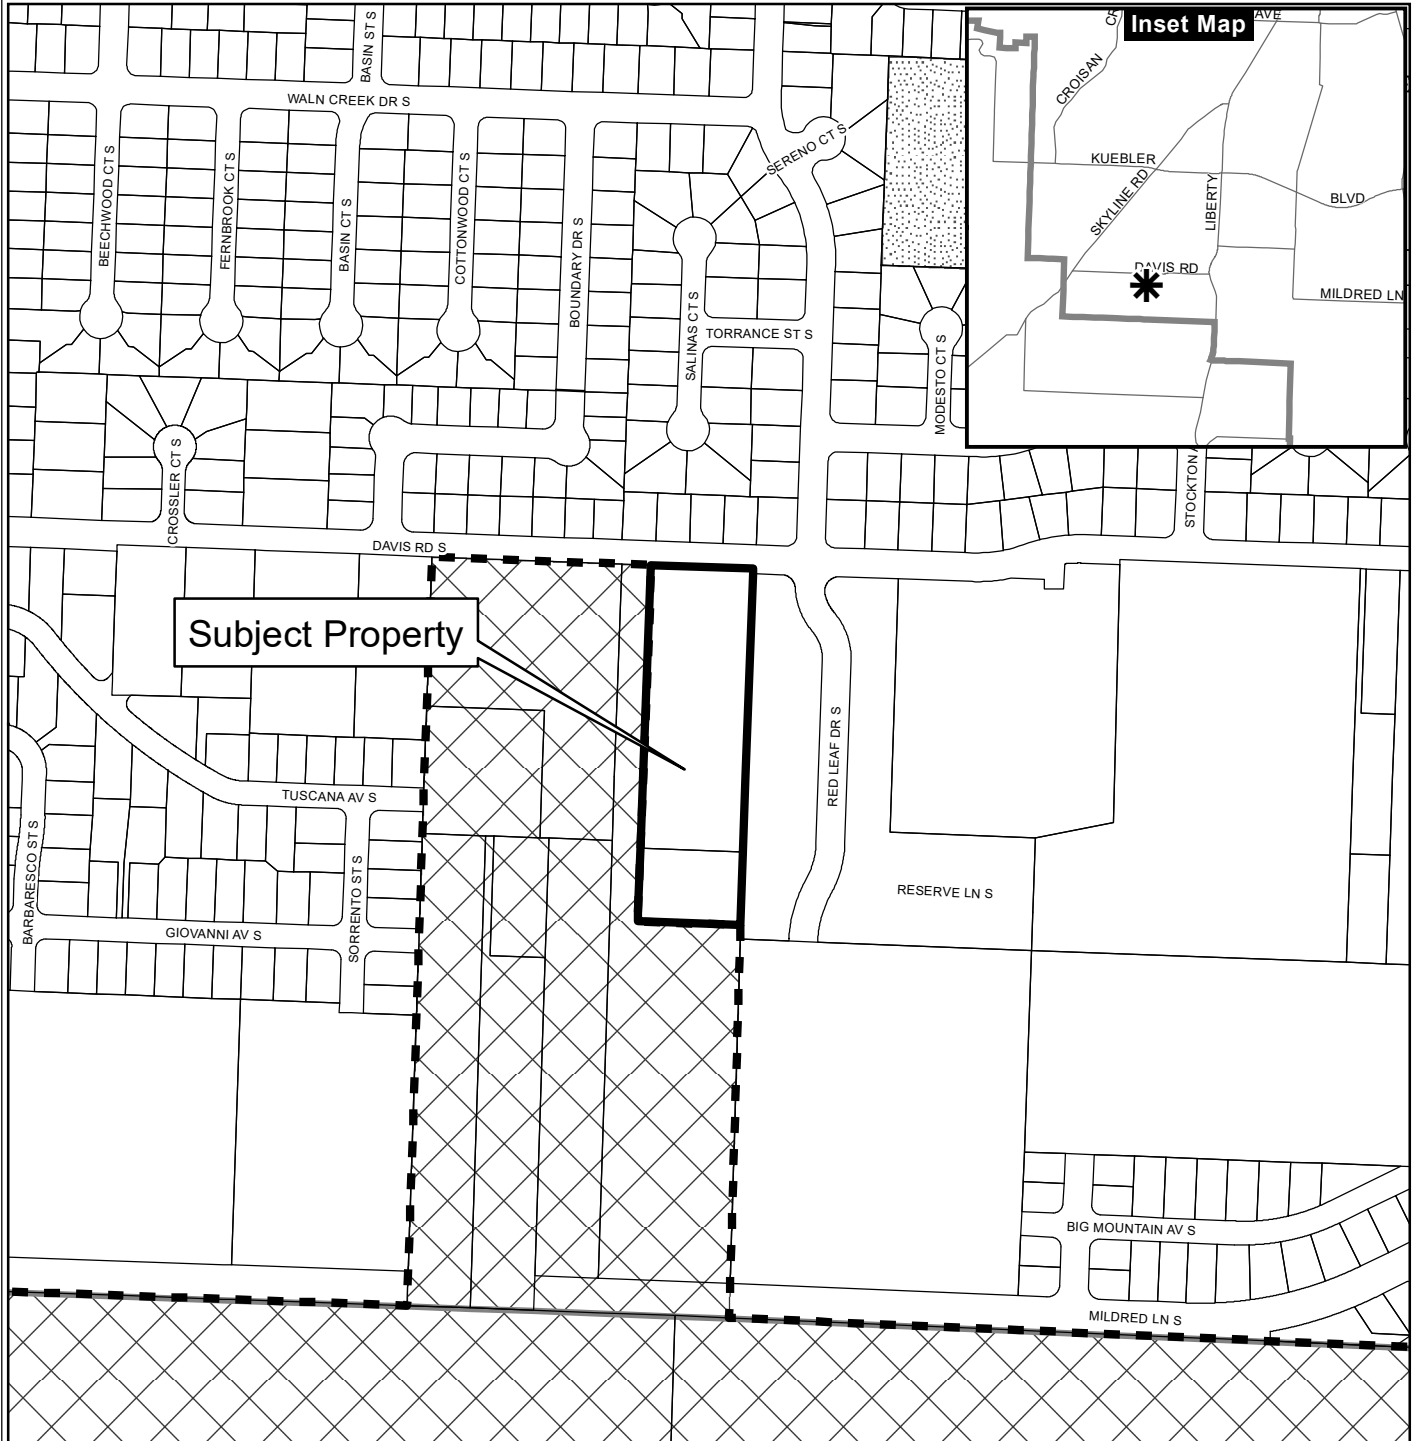 BASIN ST S
WALN CREEK DR S
SERENO CT S
BEECHWOOD CT S
FERNBROOK CT S
BASIN CT S
COTTONWOOD CT S
BOUNDARY DR S
SALINAS CT S
TORRANCE ST S
MODESTO CT S
Inset Map
AVE
CR
CROISAN
KUEBLER
BLVD
SKYLINE RD
LIBERTY
DAVIS RD
MILDRED LN
CROSSLER CT S
STOCKTON
DAVIS RD S
Subject Property
RED LEAF DR S
TUSCANA AV S
BARBARESCO ST S
SORRENTO ST S
GIOVANNI AV S
RESERVE LN S
BIG MOUNTAIN AV S
MILDRED LN S